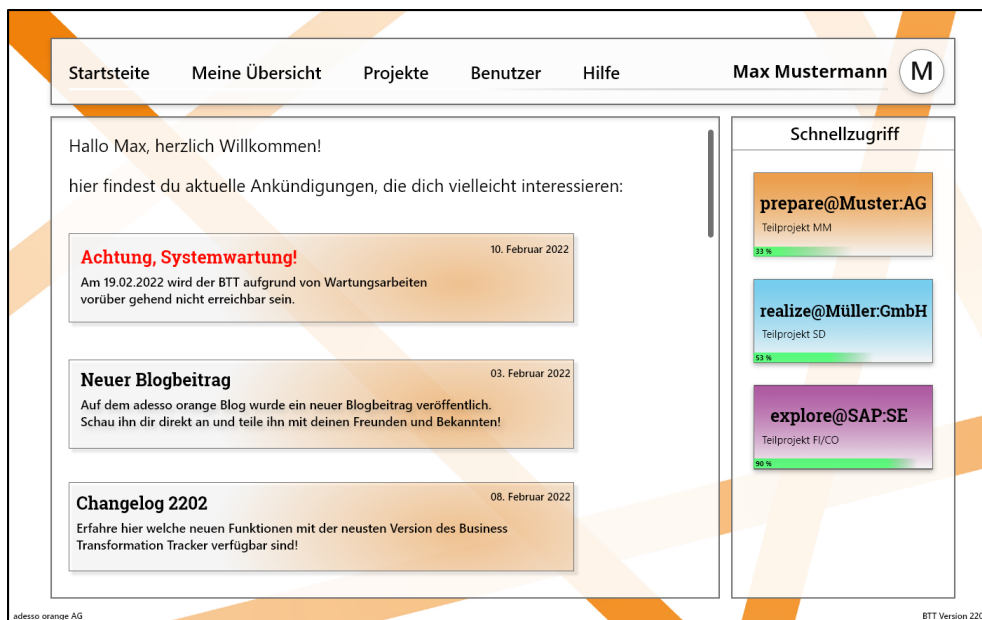 Startsteite Meine Übersicht Projekte Benutzer Hilfe Max Mustermann M
Hallo Max, herzlich Willkommen!
hier findest du aktuelle Ankündigungen, die dich vielleicht interessieren:
Achtung, Systemwartung! 10. Februar 2022
Am 19.02.2022 wird der BTT aufgrund von Wartungsarbeiten
vorüber gehend nicht erreichbar sein.
Neuer Blogbeitrag 03. Februar 2022
Auf dem adesso orange Blog wurde ein neuer Blogbeitrag veröffentlich.
Schau ihn dir direkt an und teile ihn mit deinen Freunden und Bekannten!
Changelog 2202 08. Februar 2022
Erfahre hier welche neuen Funktionen mit der neusten Version des Business
Transformation Tracker verfügbar sind!
Schnellzugriff
prepare@Muster:AG
Teilprojekt MM
33 %
realize@Müller:GmbH
Teilprojekt SD
53 %
explore@SAP:SE
Teilprojekt FI/CO
90 %
adesso orange AG
BTT Version 220